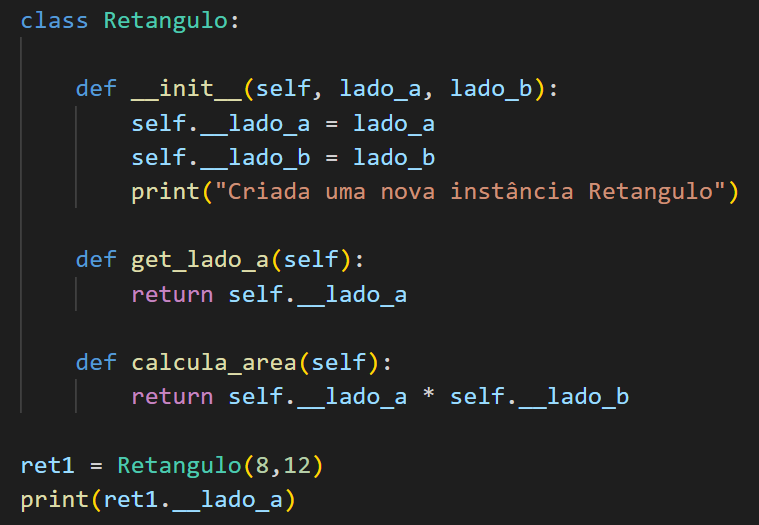 class Retangulo:
def __init__(self, lado_a, lado_b):
self.__lado_a = lado_a
self.__lado_b = lado_b
print("Criada uma nova instância Retangulo")
def get_lado_a(self):
return self.__lado_a
def calcula_area(self):
return self.__lado_a * self.__lado_b
ret1 = Retangulo(8,12)
print(ret1.__lado_a)